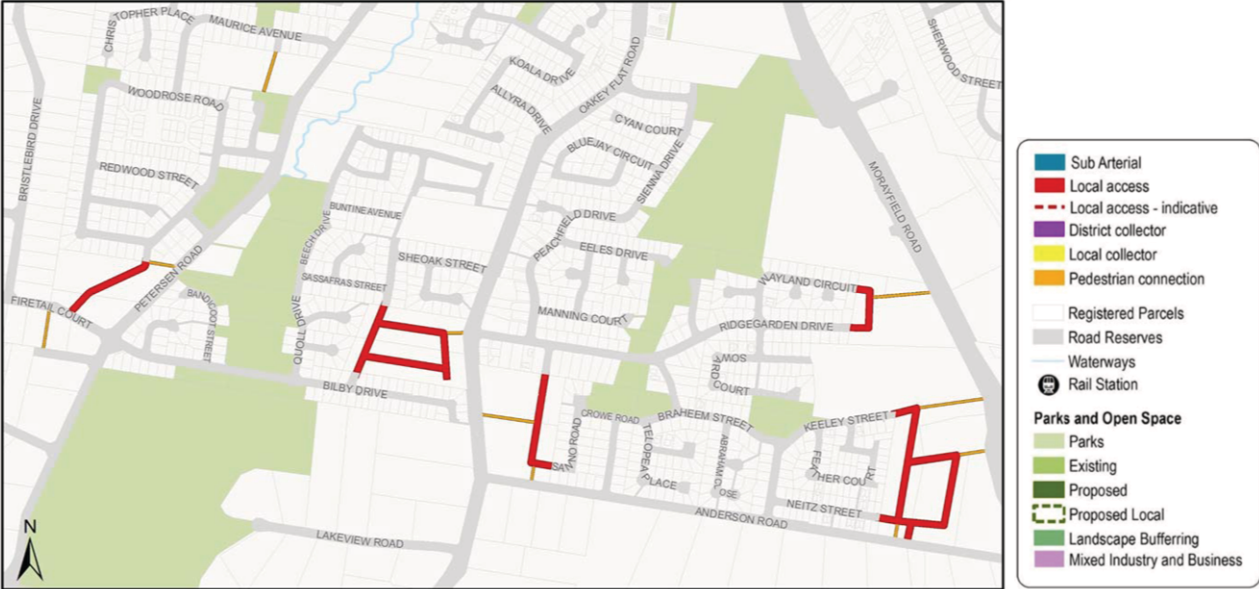 CHRISTOPHER PLACE
MAURICE AVENUE
SHERWOOD STREET
KOALA DRIVE
OAKEY FLAT ROAD
WOODROSE ROAD
ALLYRA DRIVE
CYAN COURT
BRISTLEBIRD DRIVE
BLUEJAY CIRCUIT
REDWOOD STREET
SIENNA DRIVE
MORAYFIELD ROAD
BUNTINE AVENUE
BEECH DRIVE
PEACHFIELD DRIVE
EELES DRIVE
SHEOAK STREET
PETERSEN ROAD
SASSAFRAS STREET
WAYLAND CIRCUIT
FIRETAIL COURT
BANDICOOT STREET
QUOLL DRIVE
MANNING COURT
RIDGEGARDEN DRIVE
COURT
BILBY DRIVE
CROWE ROAD
BRAHEEM STREET
KEELEY STREET
TELOPEA PLACE
FEATHER COURT
NEITZ STREET
ANDERSON ROAD
LAKEVIEW ROAD
N
Sub Arterial
Local access
Local access - indicative
District collector
Local collector
Pedestrian connection
Registered Parcels
Road Reserves
Waterways
Rail Station
Parks and Open Space
Parks
Existing
Proposed
Proposed Local
Landscape Bufferring
Mixed Industry and Business